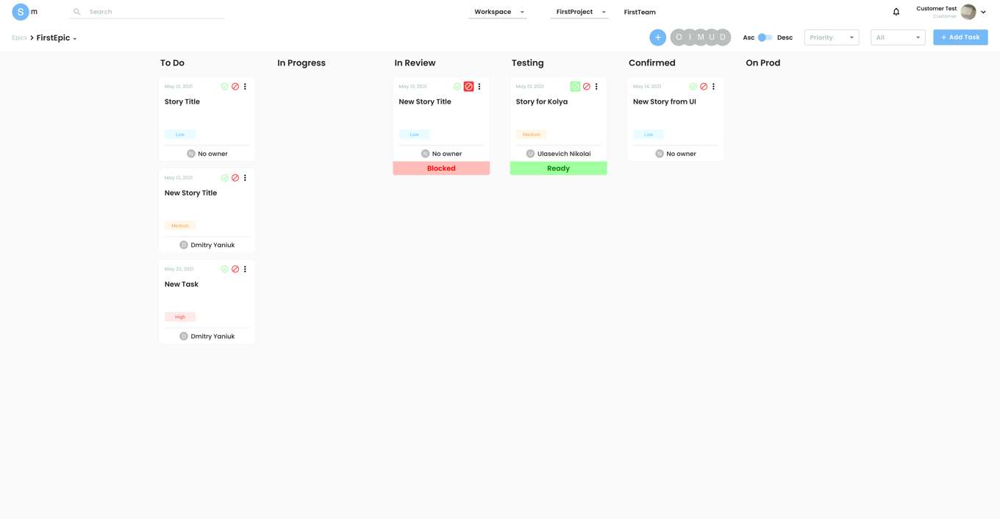 S m
Search
Workspace
FirstProject
FirstTeam
Customer Test
Customer
Epics
FirstEpic
+
O I M U D
Asc
Desc
Priority
All
+ Add Task
To Do
May 13, 2021
Story Title
Low
N No owner
May 13, 2021
New Story Title
Medium
D Dmitry Yaniuk
May 23, 2021
New Task
High
D Dmitry Yaniuk
In Progress
In Review
May 13, 2021
New Story Title
Low
N No owner
Blocked
Testing
May 13, 2021
Story for Kolya
Medium
U Ulasevich Nikolai
Ready
Confirmed
May 14, 2021
New Story from UI
Low
N No owner
On Prod